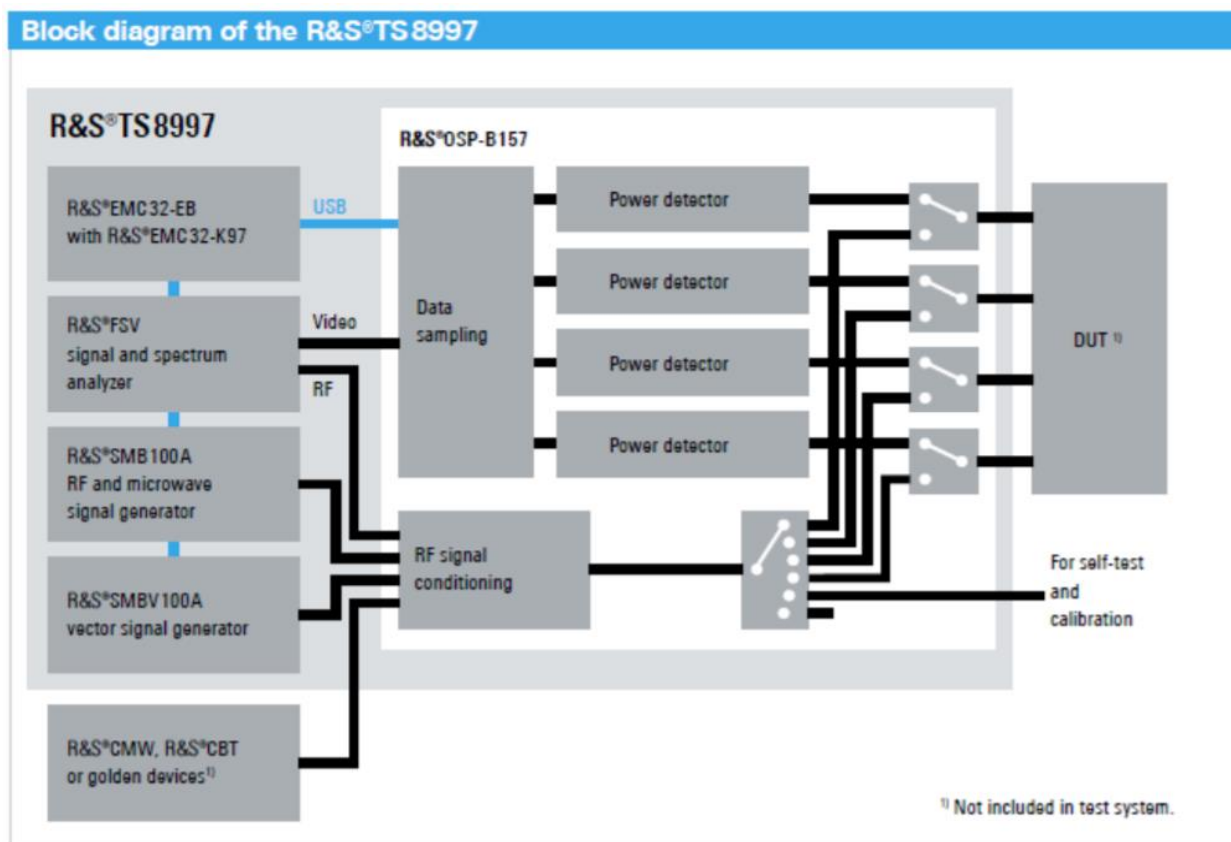 Block diagram of the R&S®TS8997
R&S®TS8997
R&S®OSP-B157
R&S®EMC32-EB
with R&S®EMC32-K97
USB
R&S®FSV
signal and spectrum
analyzer
Video
RF
R&S®SMB100A
RF and microwave
signal generator
R&S®SMBV100A
vector signal generator
R&S®CMW, R&S®CBT
or golden devices¹⁾
Data
sampling
Power detector
Power detector
Power detector
Power detector
RF signal
conditioning
DUT ¹⁾
For self-test
and
calibration
¹⁾ Not included in test system.